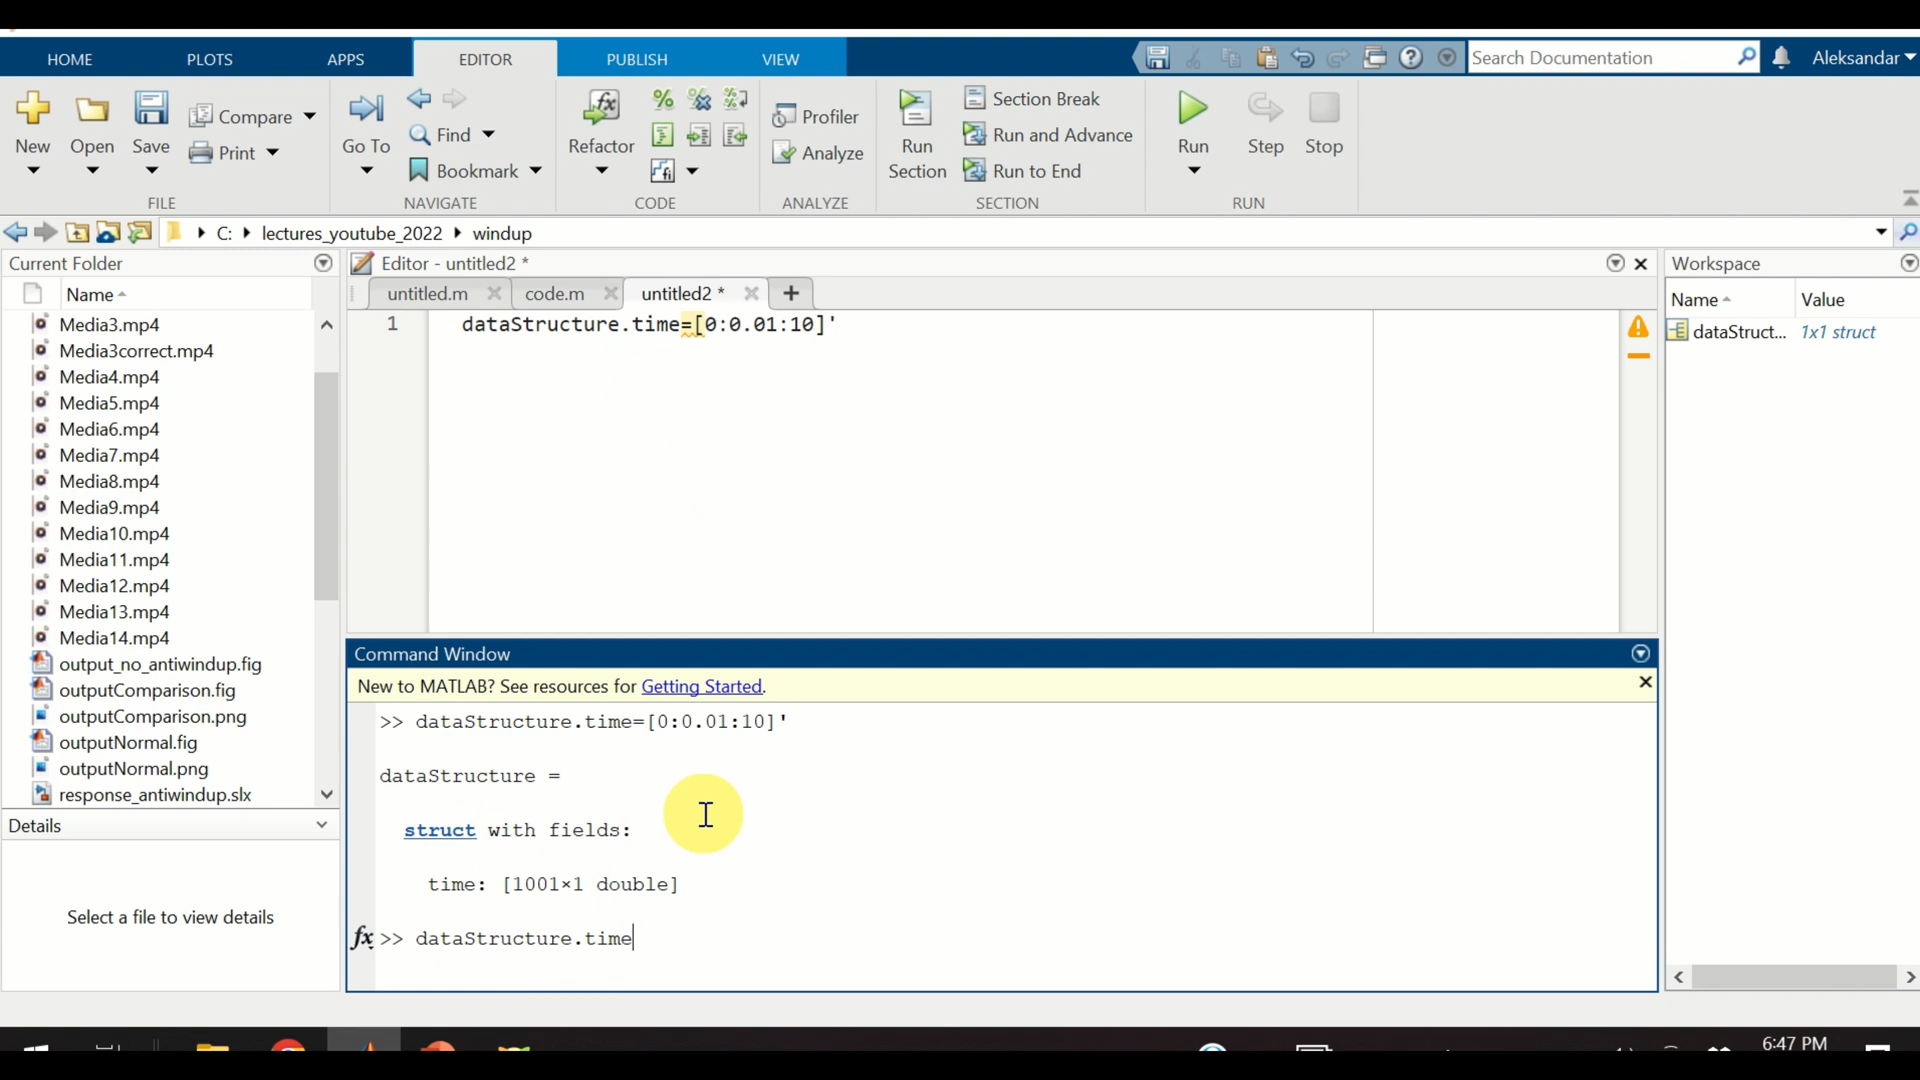 HOME PLOTS APPS EDITOR PUBLISH VIEW Search Documentation Aleksandar
New Open Save Compare Print
Go To Find Bookmark
Refactor
Profiler Analyze
Run Section Section Break Run and Advance Run to End
Run Step Stop
FILE NAVIGATE CODE ANALYZE SECTION RUN
C: lectures_youtube_2022 windup
Current Folder
Name
Media3.mp4
Media3correct.mp4
Media4.mp4
Media5.mp4
Media6.mp4
Media7.mp4
Media8.mp4
Media9.mp4
Media10.mp4
Media11.mp4
Media12.mp4
Media13.mp4
Media14.mp4
output_no_antiwindup.fig
outputComparison.fig
outputComparison.png
outputNormal.fig
outputNormal.png
response_antiwindup.slx
Details
Select a file to view details
Editor - untitled2 *
untitled.m code.m untitled2 *
1 dataStructure.time=[0:0.01:10]'
Command Window
New to MATLAB? See resources for Getting Started.
>> dataStructure.time=[0:0.01:10]'
dataStructure =
struct with fields:
time: [1001×1 double]
fx >> dataStructure.time
Workspace
Name Value
dataStruct... 1x1 struct
6:47 PM